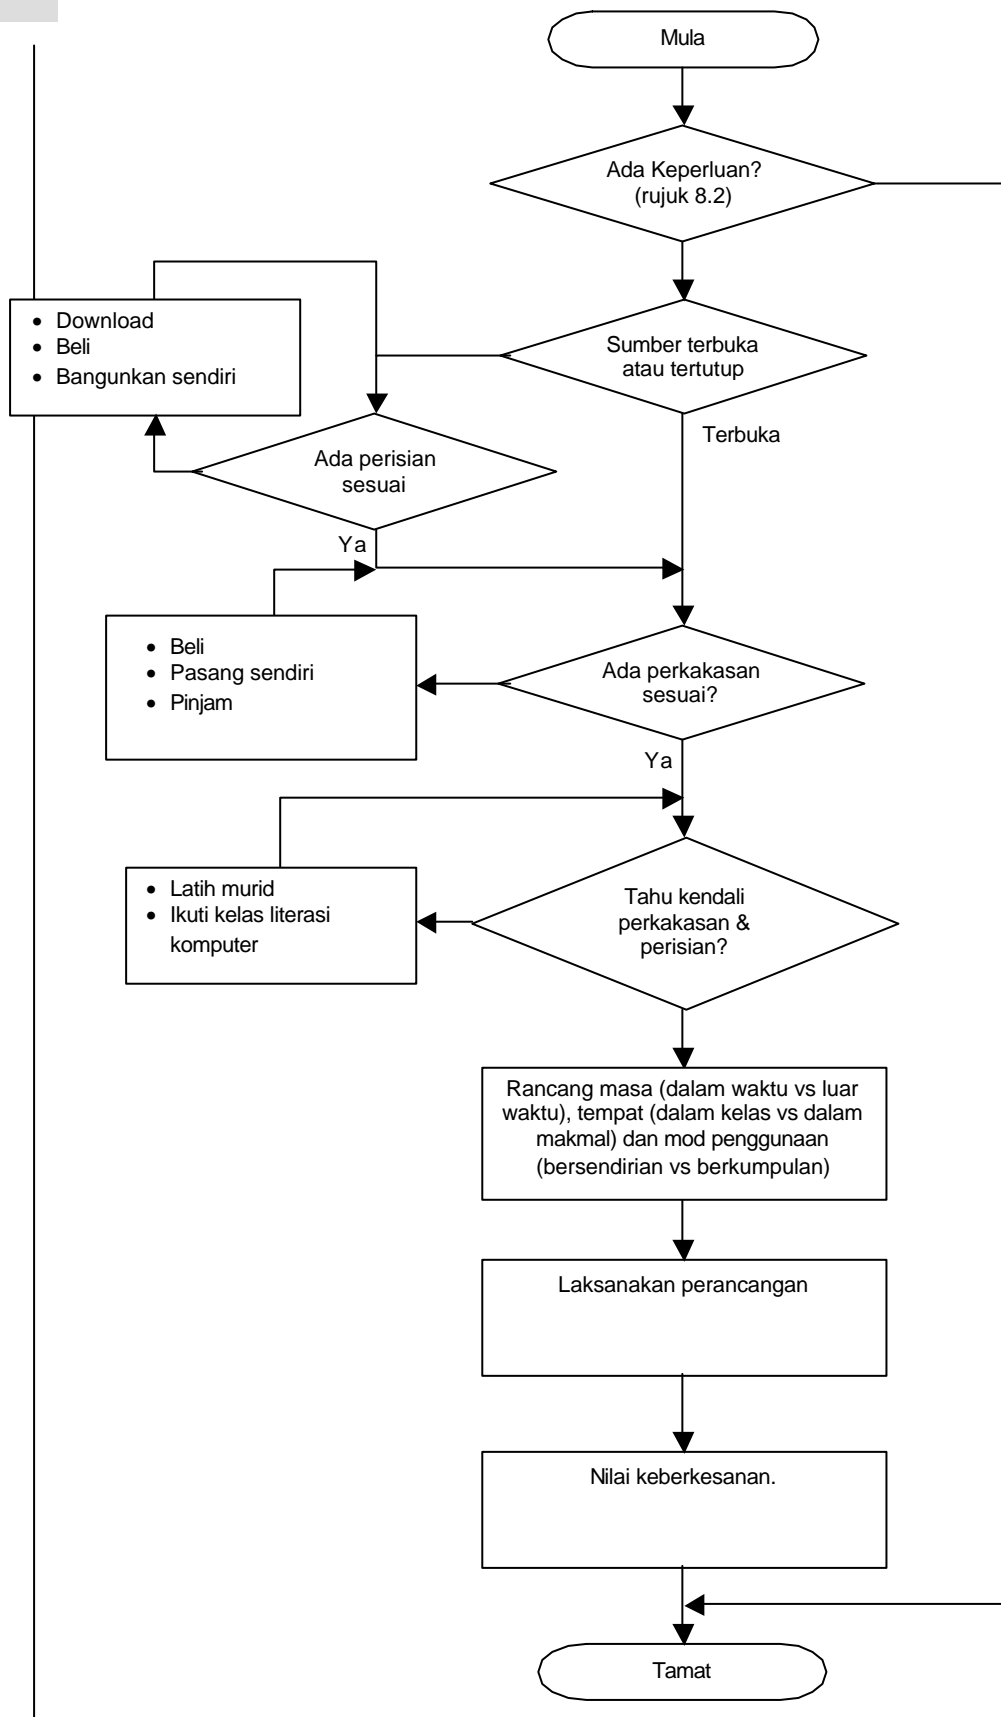 Mula
Ada Keperluan?
(rujuk 8.2)
• Download
• Beli
• Bangunkan sendiri
Sumber terbuka
atau tertutup
Terbuka
Ada perisian
sesuai
Ya
• Beli
• Pasang sendiri
• Pinjam
Ada perkakasan
sesuai?
Ya
• Latih murid
• Ikuti kelas literasi
komputer
Tahu kendali
perkakasan &
perisian?
Rancang masa (dalam waktu vs luar
waktu), tempat (dalam kelas vs dalam
makmal) dan mod penggunaan
(bersendirian vs berkumpulan)
Laksanakan perancangan
Nilai keberkesanan.
Tamat